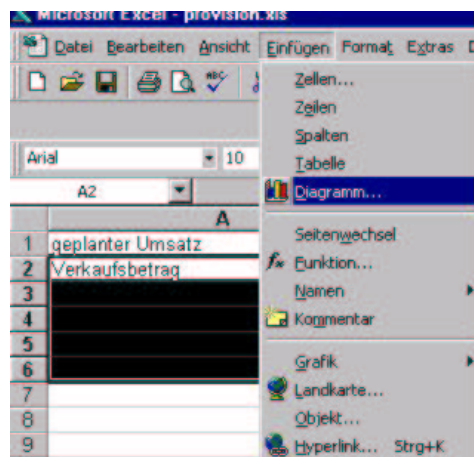 Microsoft Excel - provision.xls
Datei Bearbeiten Ansicht Einfügen Format Extras D
ABC
Arial 10
A2
A
1 geplanter Umsatz
2 Verkaufsbetrag
3
4
5
6
7
8
9
Zellen...
Zeilen
Spalten
Tabelle
Diagramm...
Seitenwechsel
fx Funktion...
Namen
Kommentar
Grafik
Landkarte...
Objekt...
Hyperlink... Strg+K